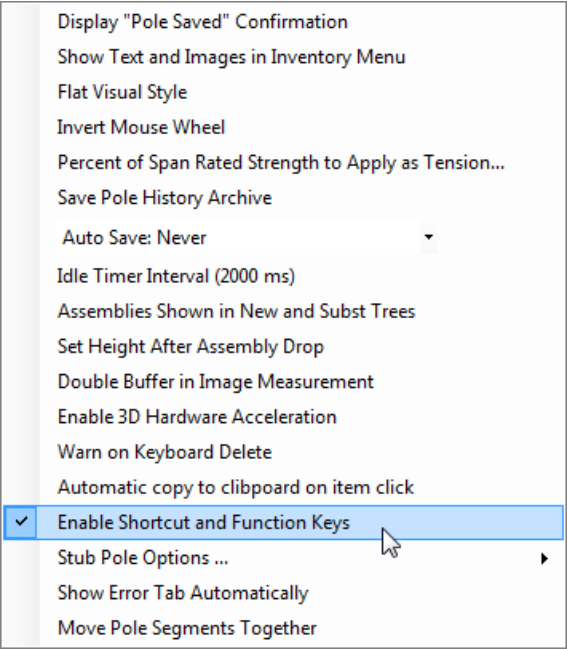 Display "Pole Saved" Confirmation
Show Text and Images in Inventory Menu
Flat Visual Style
Invert Mouse Wheel
Percent of Span Rated Strength to Apply as Tension...
Save Pole History Archive
Auto Save: Never
Idle Timer Interval (2000 ms)
Assemblies Shown in New and Subst Trees
Set Height After Assembly Drop
Double Buffer in Image Measurement
Enable 3D Hardware Acceleration
Warn on Keyboard Delete
Automatic copy to clibpoard on item click
Enable Shortcut and Function Keys
Stub Pole Options ...
Show Error Tab Automatically
Move Pole Segments Together